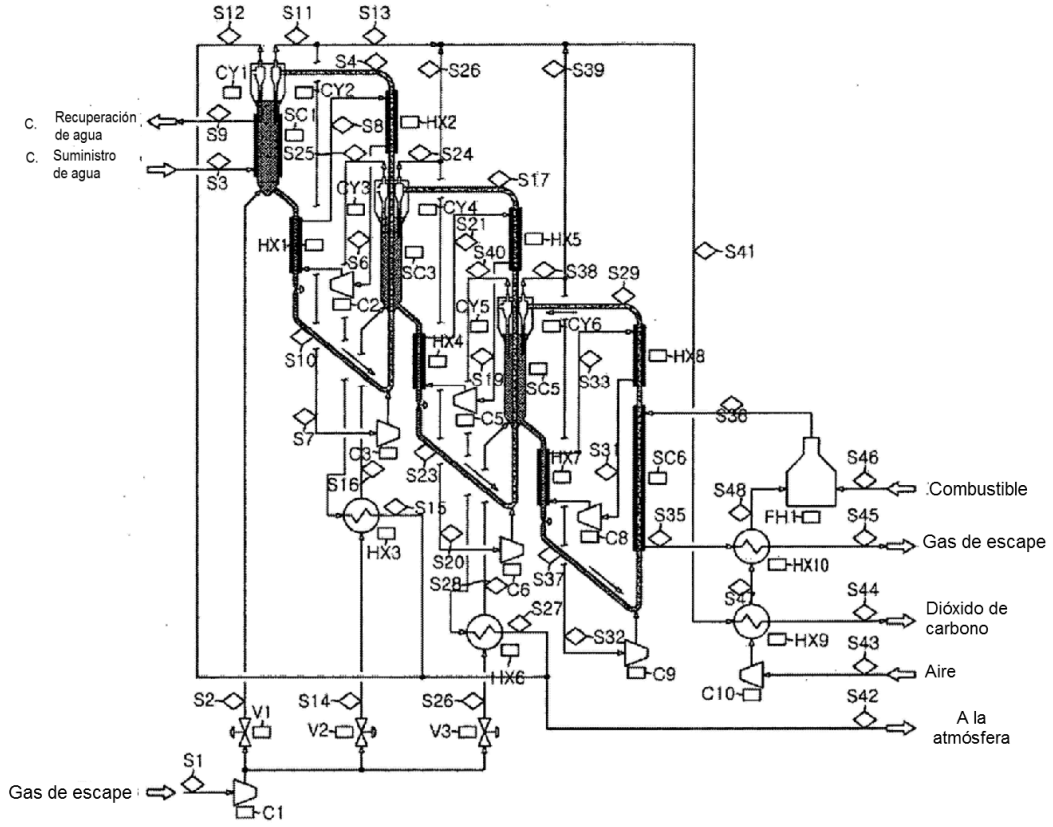 S12 S11 S13
S4
S26
S39
CY1
CY2
C. Recuperación
de agua
SC1
S9
S8
HX2
C. Suministro
de agua
S25
S24
S3
S17
CY3
CY4
S21
HX1
HX5
S6
S40
S41
SC3
S38
S29
C2
CY5
CY6
HX4
S10
S33
HX8
S19
SC5
C5
S36
S7
C3
S31
S23
HX7
SC6
S16
S46
S15
S48
Combustible
FH1
S35
S45
C8
HX3
Gas de escape
S20
S37
HX10
S28
C6
S27
S4
S44
Dióxido de
carbono
S32
HX9
S43
HX6
C9
Aire
C10
S2
S14
S26
S42
V1
V2
V3
A la
atmósfera
S1
Gas de escape
C1